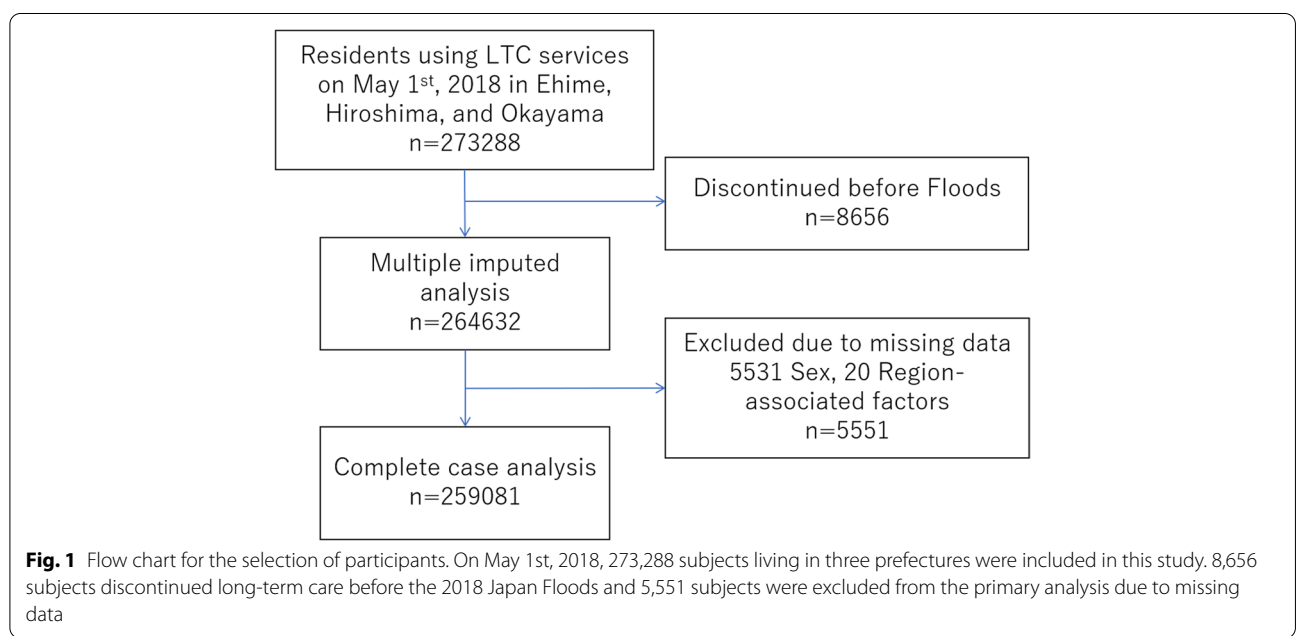 Residents using LTC services
on May 1st, 2018 in Ehime,
Hiroshima, and Okayama
n=273288
Discontinued before Floods
n=8656
Multiple imputed
analysis
n=264632
Excluded due to missing data
5531 Sex, 20 Region-
associated factors
n=5551
Complete case analysis
n=259081
Fig. 1 Flow chart for the selection of participants. On May 1st, 2018, 273,288 subjects living in three prefectures were included in this study. 8,656
subjects discontinued long-term care before the 2018 Japan Floods and 5,551 subjects were excluded from the primary analysis due to missing
data